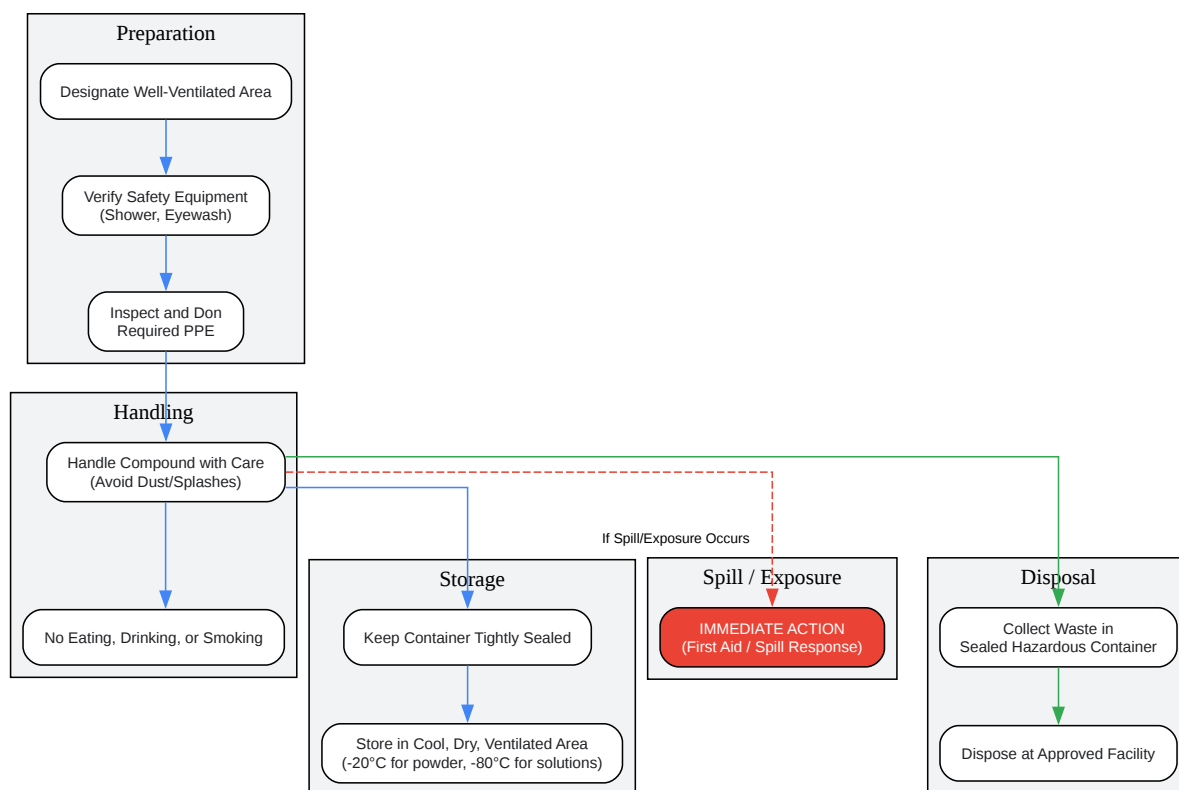 Preparation
Designate Well-Ventilated Area
Verify Safety Equipment
(Shower, Eyewash)
Inspect and Don
Required PPE
Handling
Handle Compound with Care
(Avoid Dust/Splashes)
No Eating, Drinking, or Smoking
Storage
Keep Container Tightly Sealed
Store in Cool, Dry, Ventilated Area
(-20°C for powder, -80°C for solutions)
If Spill/Exposure Occurs
Spill / Exposure
IMMEDIATE ACTION
(First Aid / Spill Response)
Disposal
Collect Waste in
Sealed Hazardous Container
Dispose at Approved Facility